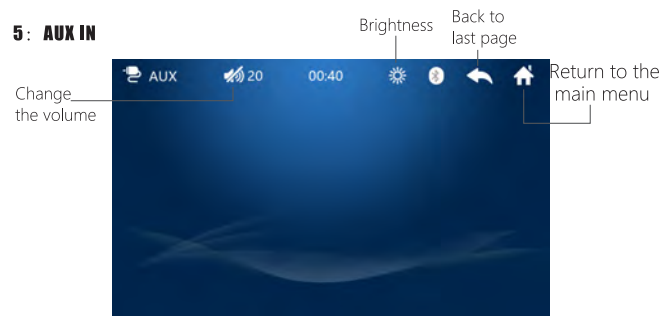 5: AUX IN
Brightness
Back to
last page
AUX
20
00:40
Return to the
main menu
Change
the volume